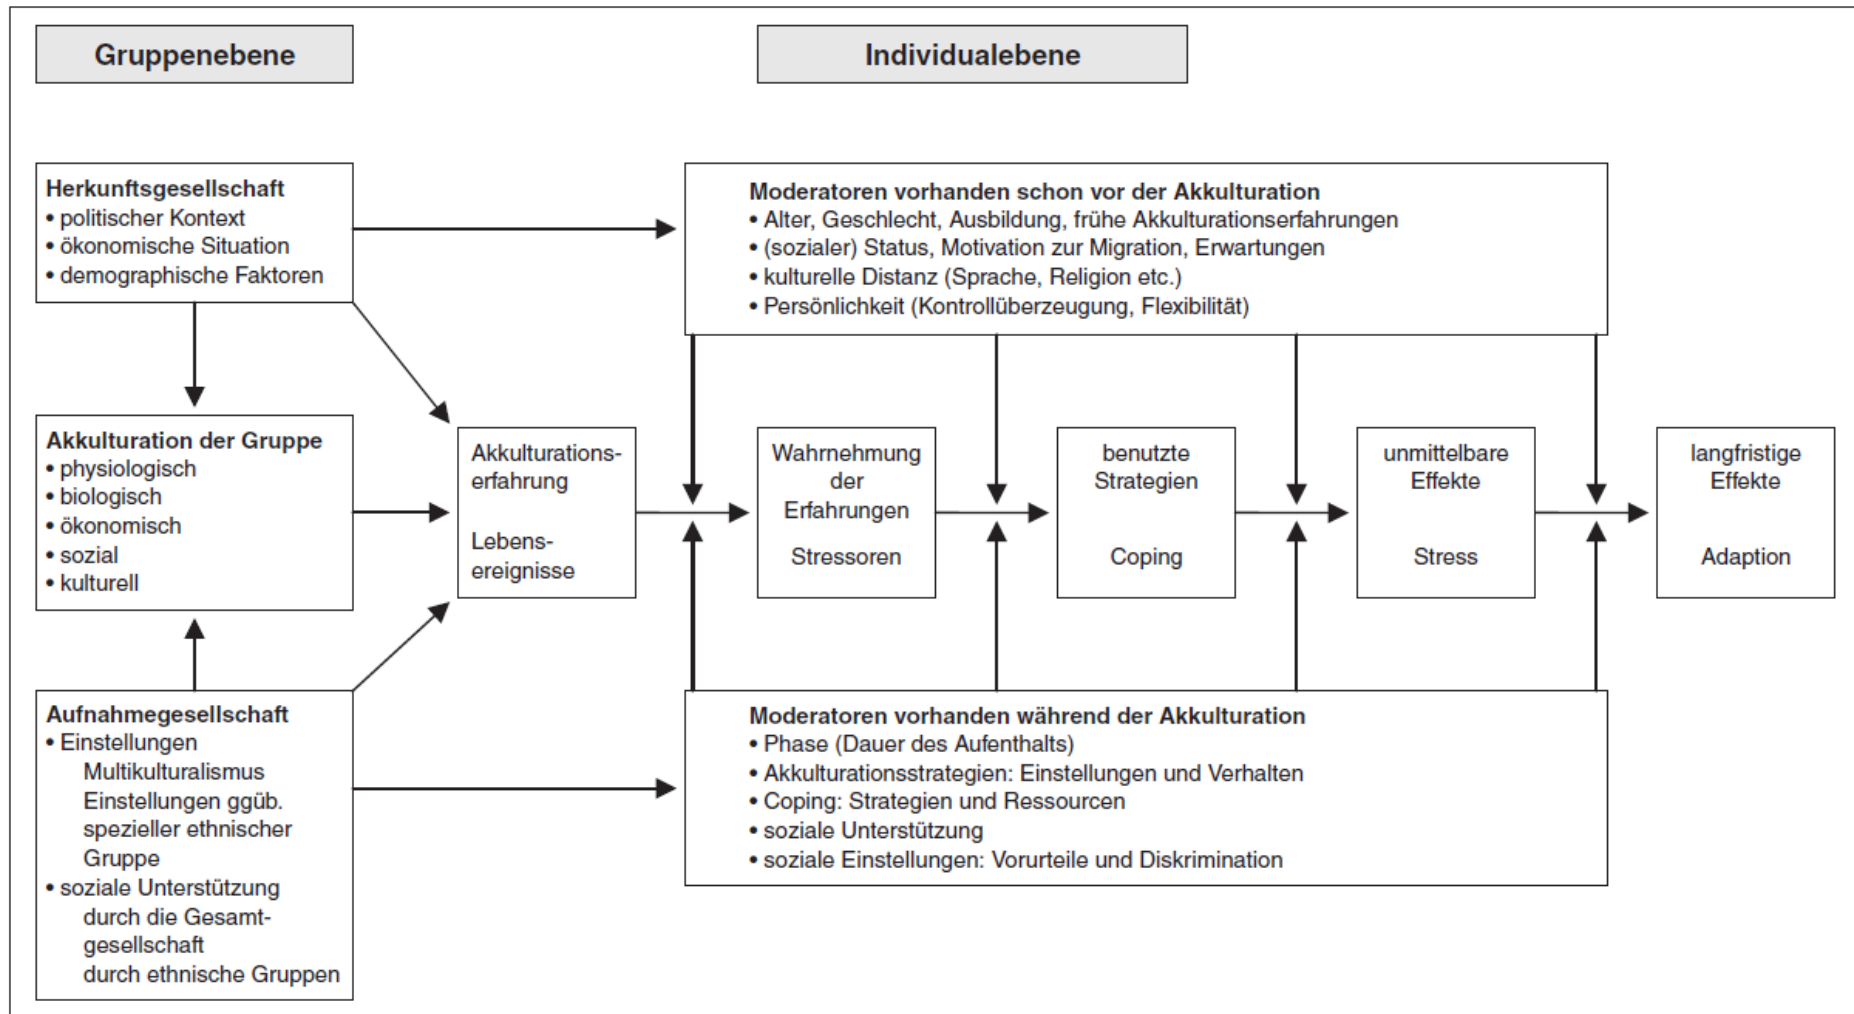 Gruppenebene
Individualebene
Herkunftsgesellschaft
• politischer Kontext
• ökonomische Situation
• demographische Faktoren
Moderatoren vorhanden schon vor der Akkulturation
• Alter, Geschlecht, Ausbildung, frühe Akkulturationserfahrungen
• (sozialer) Status, Motivation zur Migration, Erwartungen
• kulturelle Distanz (Sprache, Religion etc.)
• Persönlichkeit (Kontrollüberzeugung, Flexibilität)
Akkulturation der Gruppe
• physiologisch
• biologisch
• ökonomisch
• sozial
• kulturell
Akkulturations-
erfahrung
Lebens-
ereignisse
Wahrnehmung
der
Erfahrungen
Stressoren
benutzte
Strategien
Coping
unmittelbare
Effekte
Stress
langfristige
Effekte
Adaption
Aufnahmegesellschaft
• Einstellungen
Multikulturalismus
Einstellungen ggüb.
spezieller ethnischer
Gruppe
• soziale Unterstützung
durch die Gesamt-
gesellschaft
durch ethnische Gruppen
Moderatoren vorhanden während der Akkulturation
• Phase (Dauer des Aufenthalts)
• Akkulturationsstrategien: Einstellungen und Verhalten
• Coping: Strategien und Ressourcen
• soziale Unterstützung
• soziale Einstellungen: Vorurteile und Diskrimination